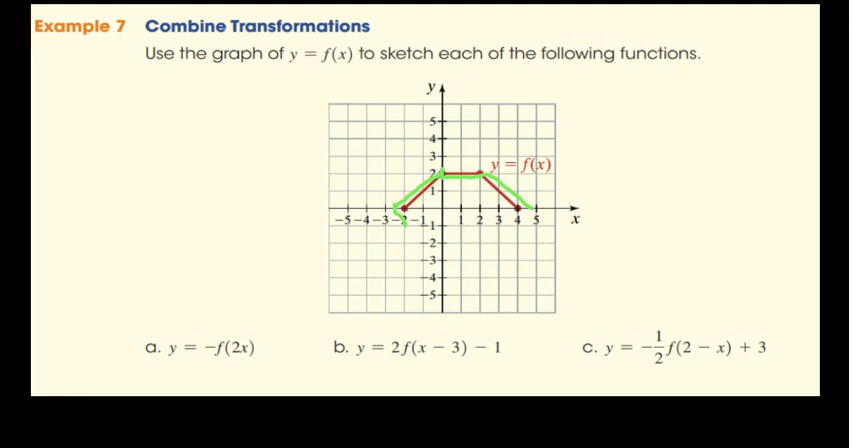 Example 7 Combine Transformations
Use the graph of y = f(x) to sketch each of the following functions.
y
5
4
3
y = f(x)
2
1
-5 -4 -3 -2 -1 1 2 3 4 5 x
-1
-2
-3
-4
-5
a. y = -f(2x) b. y = 2f(x - 3) - 1 c. y = -1/2 f(2 - x) + 3